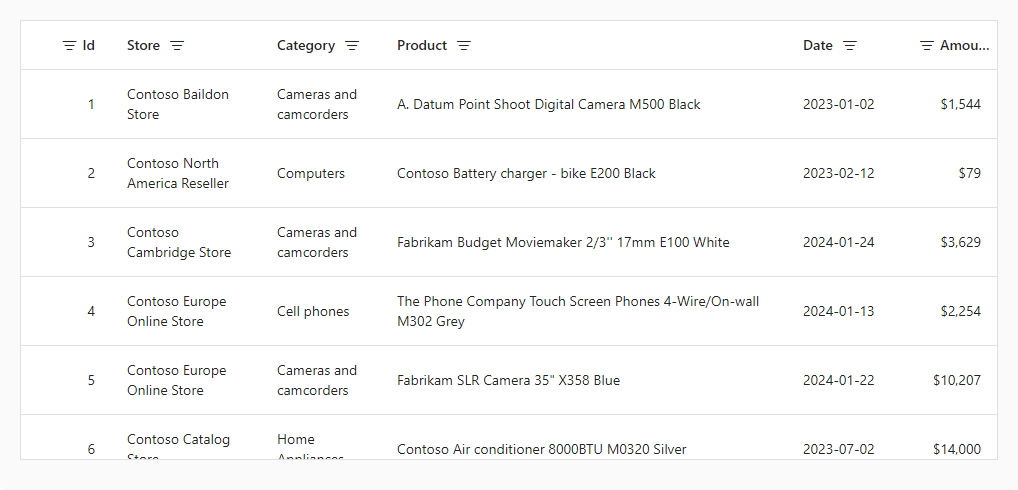 Id Store Category Product Date Amou...
1 Contoso Baildon Store Cameras and camcorders A. Datum Point Shoot Digital Camera M500 Black 2023-01-02 $1,544
2 Contoso North America Reseller Computers Contoso Battery charger - bike E200 Black 2023-02-12 $79
3 Contoso Cambridge Store Cameras and camcorders Fabrikam Budget Moviemaker 2/3'' 17mm E100 White 2024-01-24 $3,629
4 Contoso Europe Online Store Cell phones The Phone Company Touch Screen Phones 4-Wire/On-wall M302 Grey 2024-01-13 $2,254
5 Contoso Europe Online Store Cameras and camcorders Fabrikam SLR Camera 35" X358 Blue 2024-01-22 $10,207
6 Contoso Catalog Store Home Appliances Contoso Air conditioner 8000BTU M0320 Silver 2023-07-02 $14,000